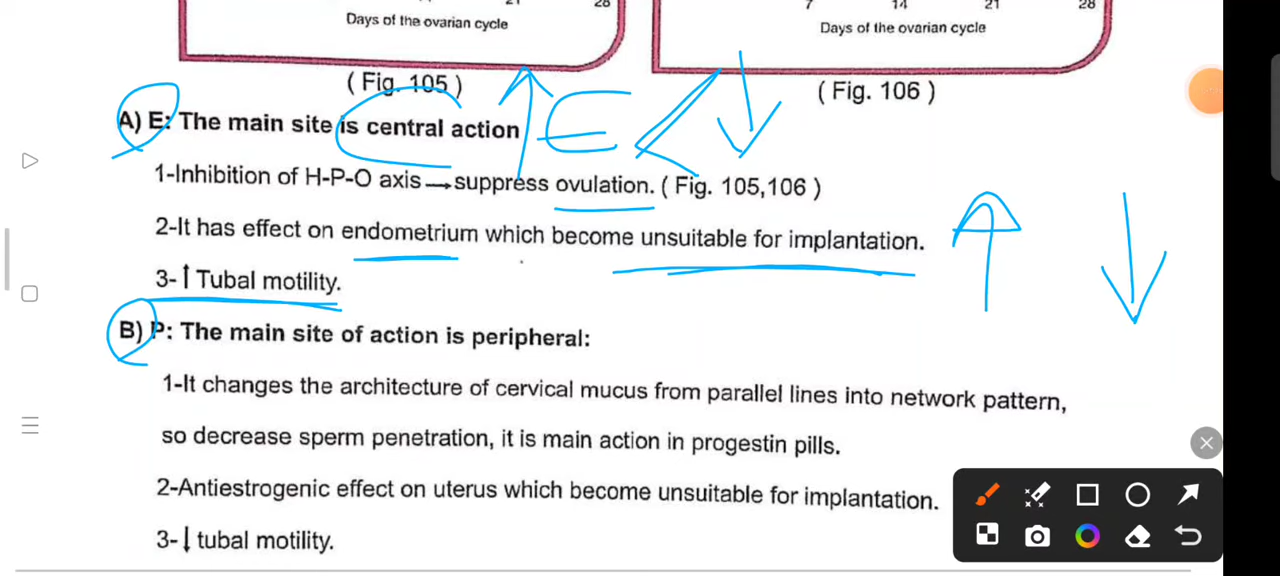 21
28
7
14
21
28
Days of the ovarian cycle
Days of the ovarian cycle
( Fig. 105 )
( Fig. 106 )
A) E: The main site is central action
↑ E < ↓
1-Inhibition of H-P-O axis→suppress ovulation. ( Fig. 105,106 )
2-It has effect on endometrium which become unsuitable for implantation.
↑ ↓
3-↑ Tubal motility.
B) P: The main site of action is peripheral:
1-It changes the architecture of cervical mucus from parallel lines into network pattern,
so decrease sperm penetration, it is main action in progestin pills.
2-Antiestrogenic effect on uterus which become unsuitable for implantation.
3-↓ tubal motility.